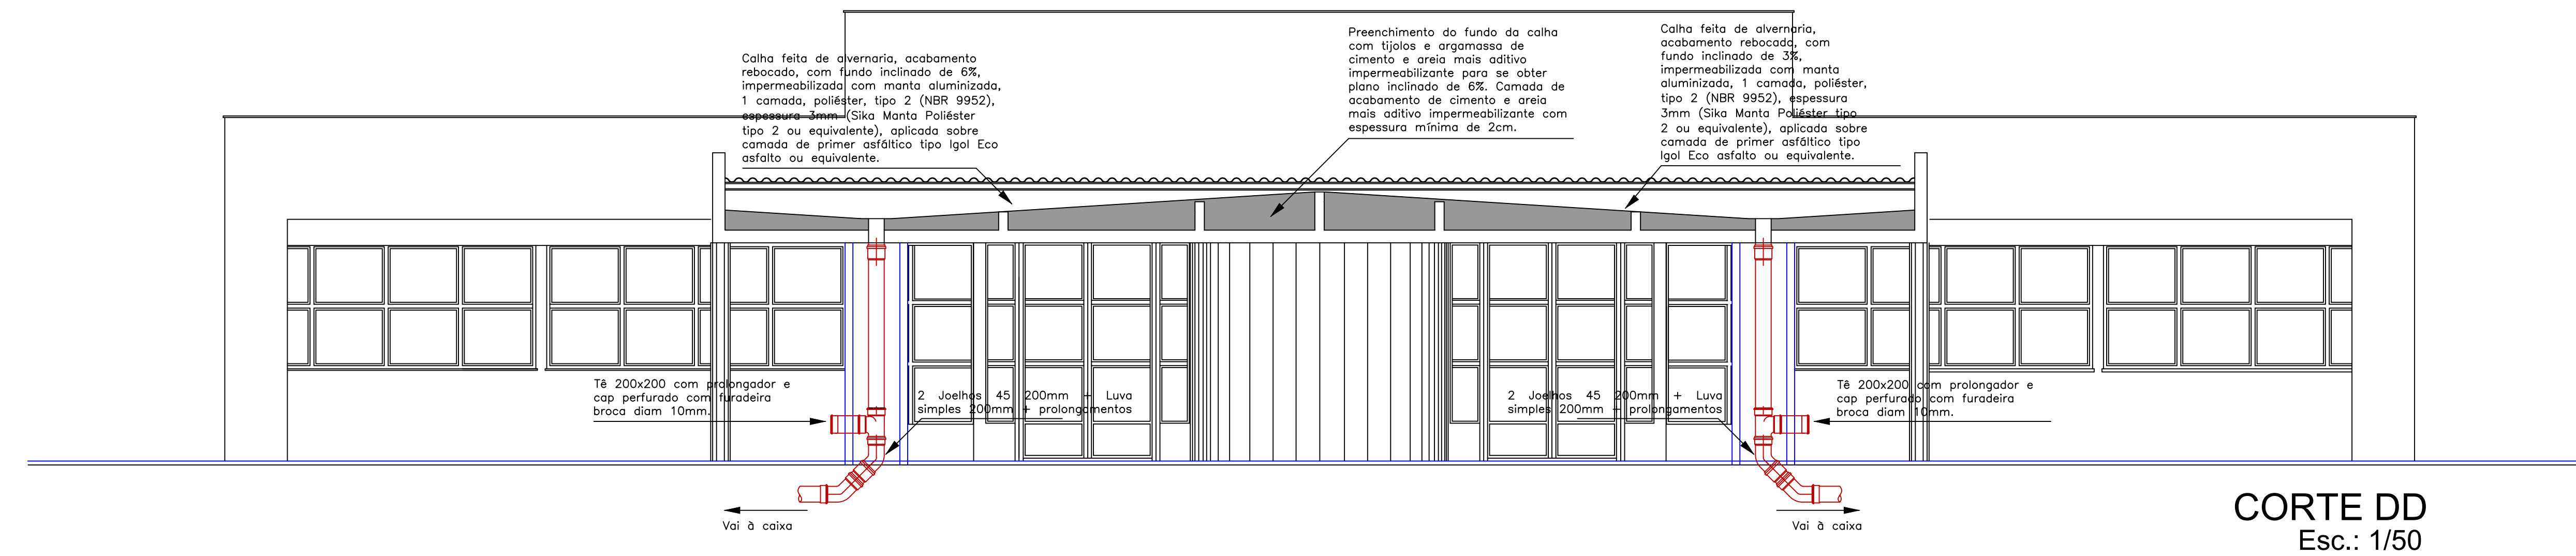 Calha feita de alvernaria, acabamento
rebocado, com fundo inclinado de 6%,
impermeabilizada com manta aluminizada,
1 camada, poliéster, tipo 2 (NBR 9952),
espessura 3mm (Sika Manta Poliéster
tipo 2 ou equivalente), aplicada sobre
camada de primer asfáltico tipo Igol Eco
asfalto ou equivalente.
Preenchimento do fundo da calha
com tijolos e argamassa de
cimento e areia mais aditivo
impermeabilizante para se obter
plano inclinado de 6%. Camada de
acabamento de cimento e areia
mais aditivo impermeabilizante com
espessura mínima de 2cm.
Calha feita de alvernaria,
acabamento rebocado, com
fundo inclinado de 3%,
impermeabilizada com manta
aluminizada, 1 camada, poliéster,
tipo 2 (NBR 9952), espessura
3mm (Sika Manta Poliéster tipo
2 ou equivalente), aplicada sobre
camada de primer asfáltico tipo
Igol Eco asfalto ou equivalente.
Tê 200x200 com prolongador e
cap perfurado com furadeira
broca diam 10mm.
2 Joelhos 45 200mm + Luva
simples 200mm + prolongamentos
2 Joelhos 45 200mm + Luva
simples 200mm + prolongamentos
Tê 200x200 com prolongador e
cap perfurado com furadeira
broca diam 10mm.
Vai à caixa
Vai à caixa
CORTE DD
Esc.: 1/50